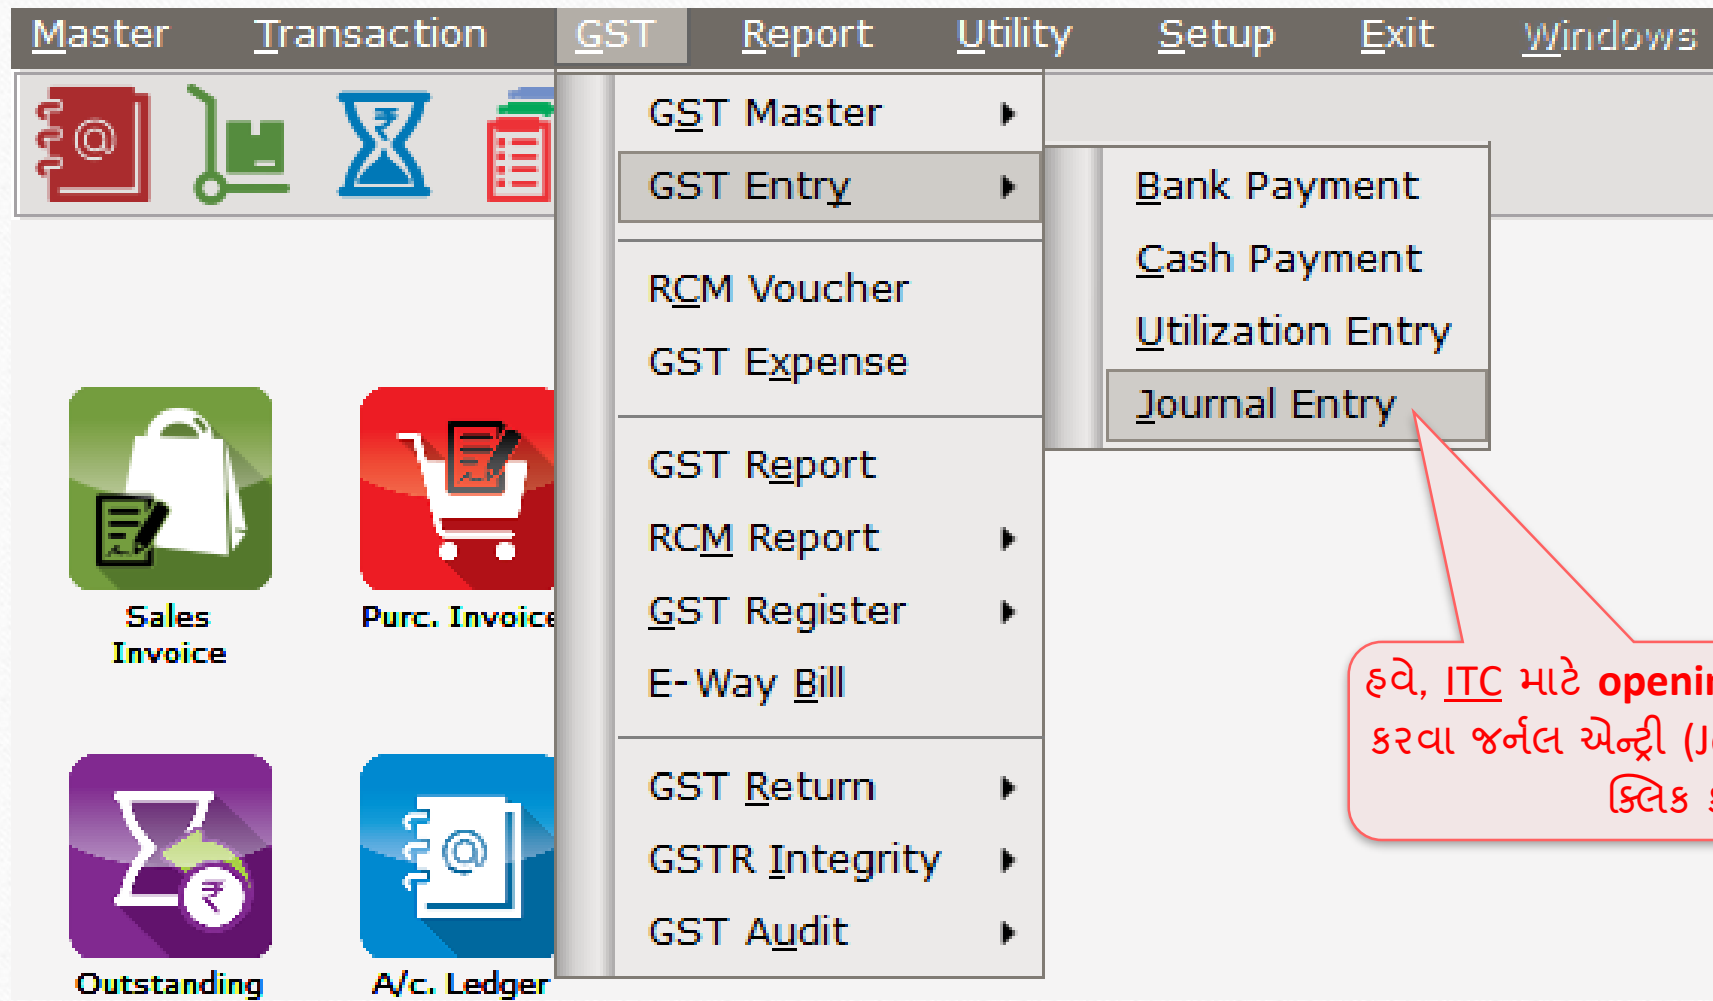 Master Transaction GST Report Utility Setup Exit Windows
GST Master
GST Entry
RCM Voucher
GST Expense
GST Report
RCM Report
GST Register
E-Way Bill
GST Return
GSTR Integrity
GST Audit
Bank Payment
Cash Payment
Utilization Entry
Journal Entry
Sales
Invoice
Purc. Invoice
Outstanding
A/c. Ledger
હવે, ITC માટે
કરવા જર્નલ એન્ટ્રી
ક્લિક